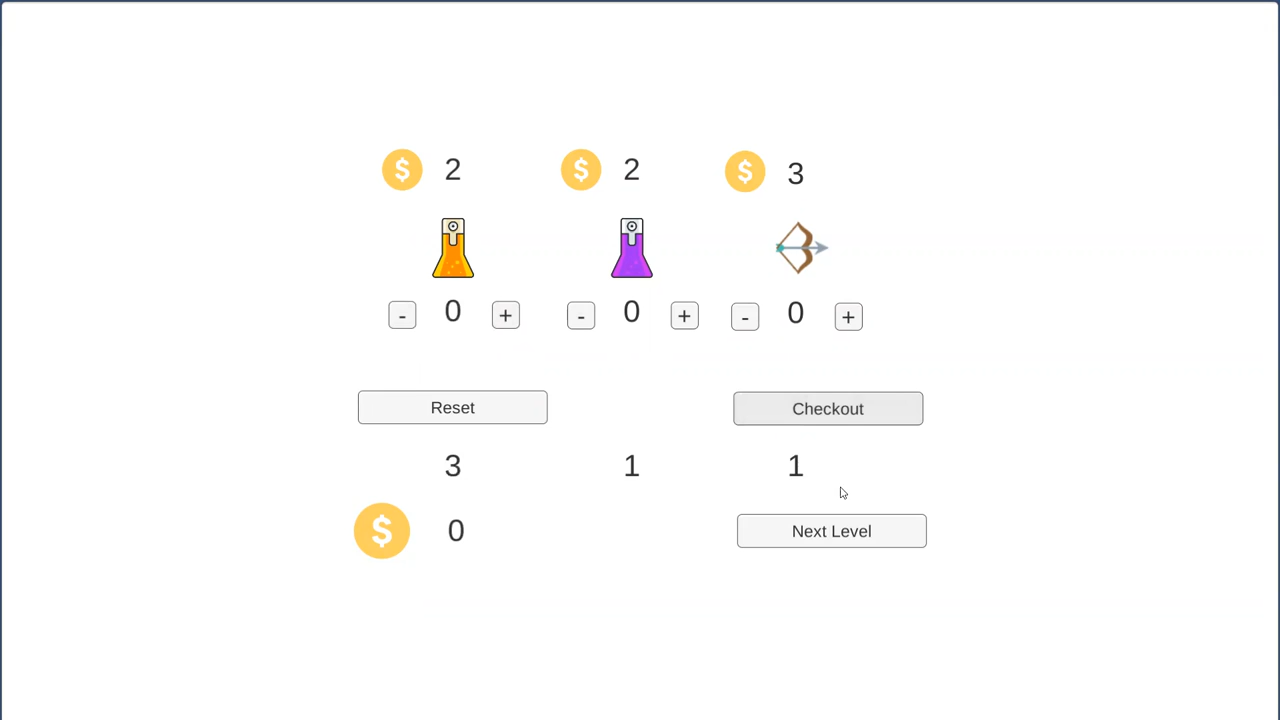 $ 2 $ 2 $ 3
- 0 + - 0 + - 0 +
Reset Checkout
3 1 1
$ 0 Next Level